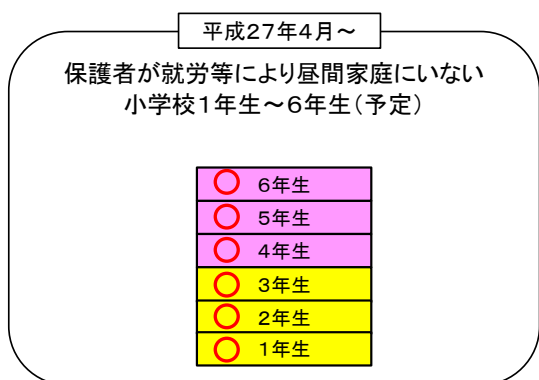 平成27年4月～
保護者が就労等により昼間家庭にいない
小学校1年生～6年生(予定)
6年生
5年生
4年生
3年生
2年生
1年生